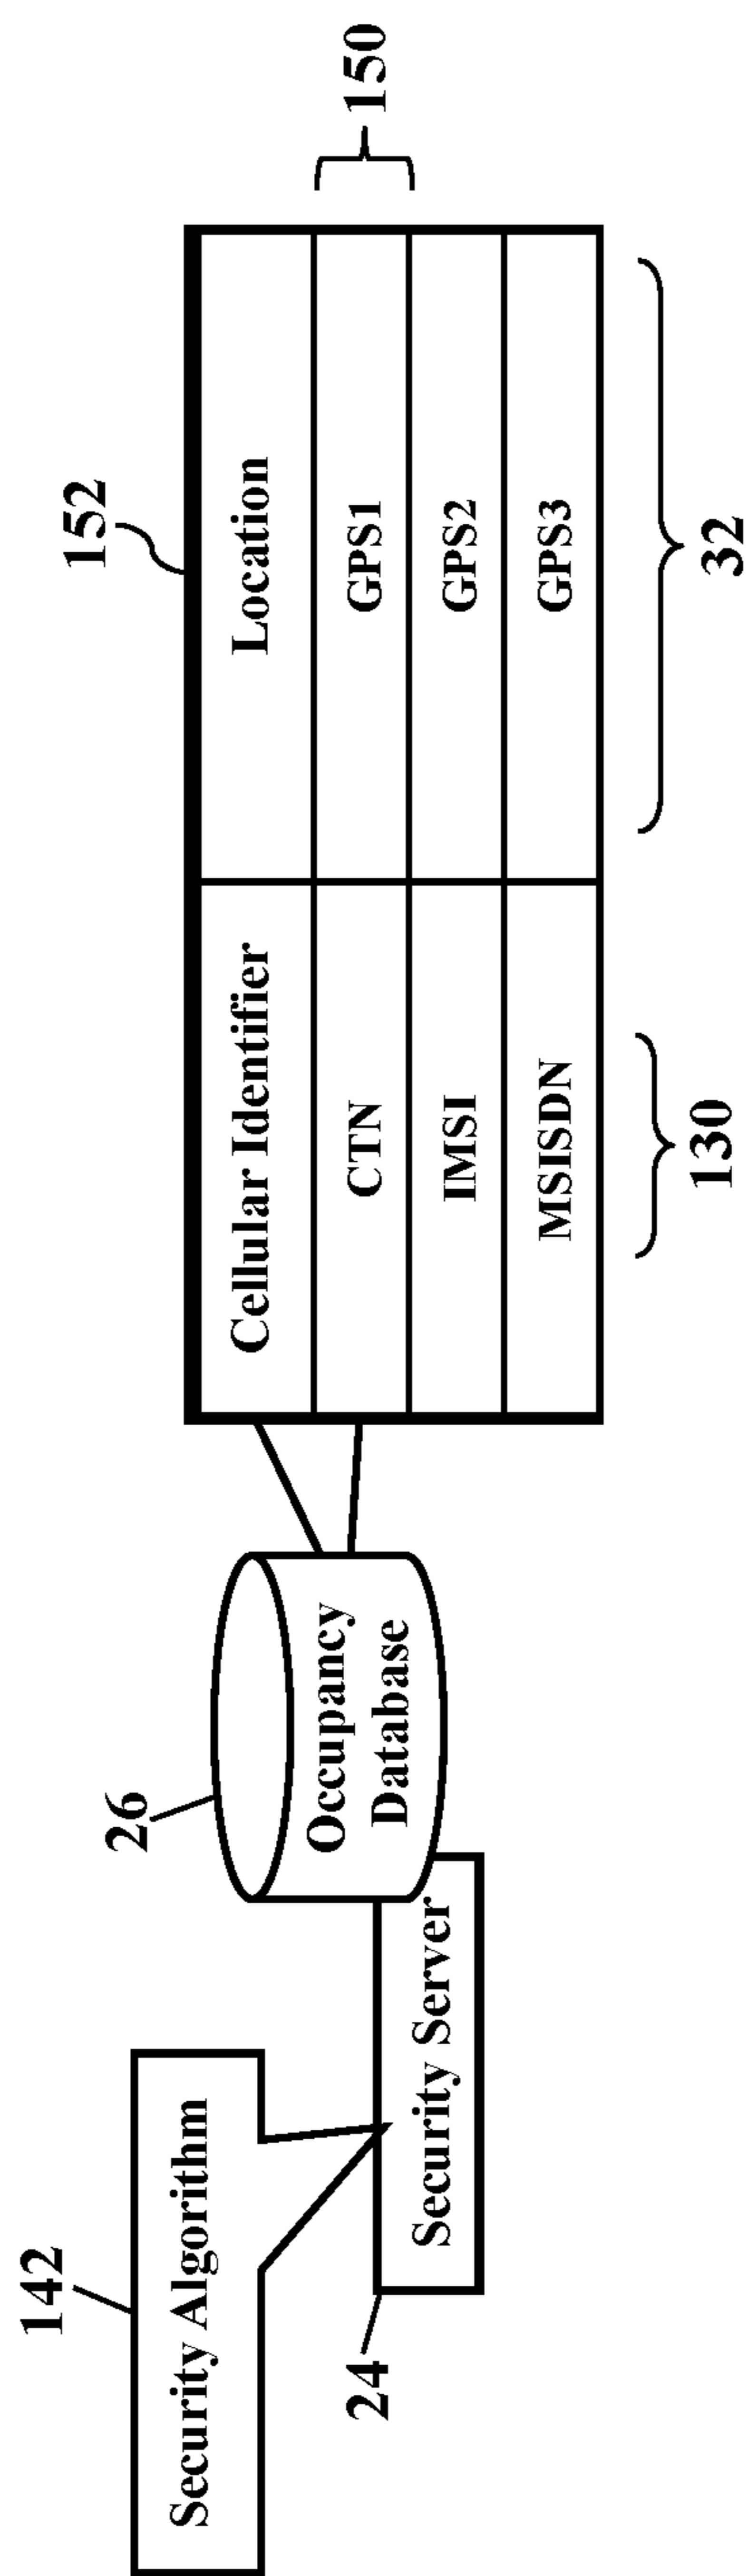 142
Security Algorithm
24
Security Server
26
Occupancy
Database
152
Cellular Identifier Location
CTN GPS1
IMSI GPS2
MSISDN GPS3
150
130
32